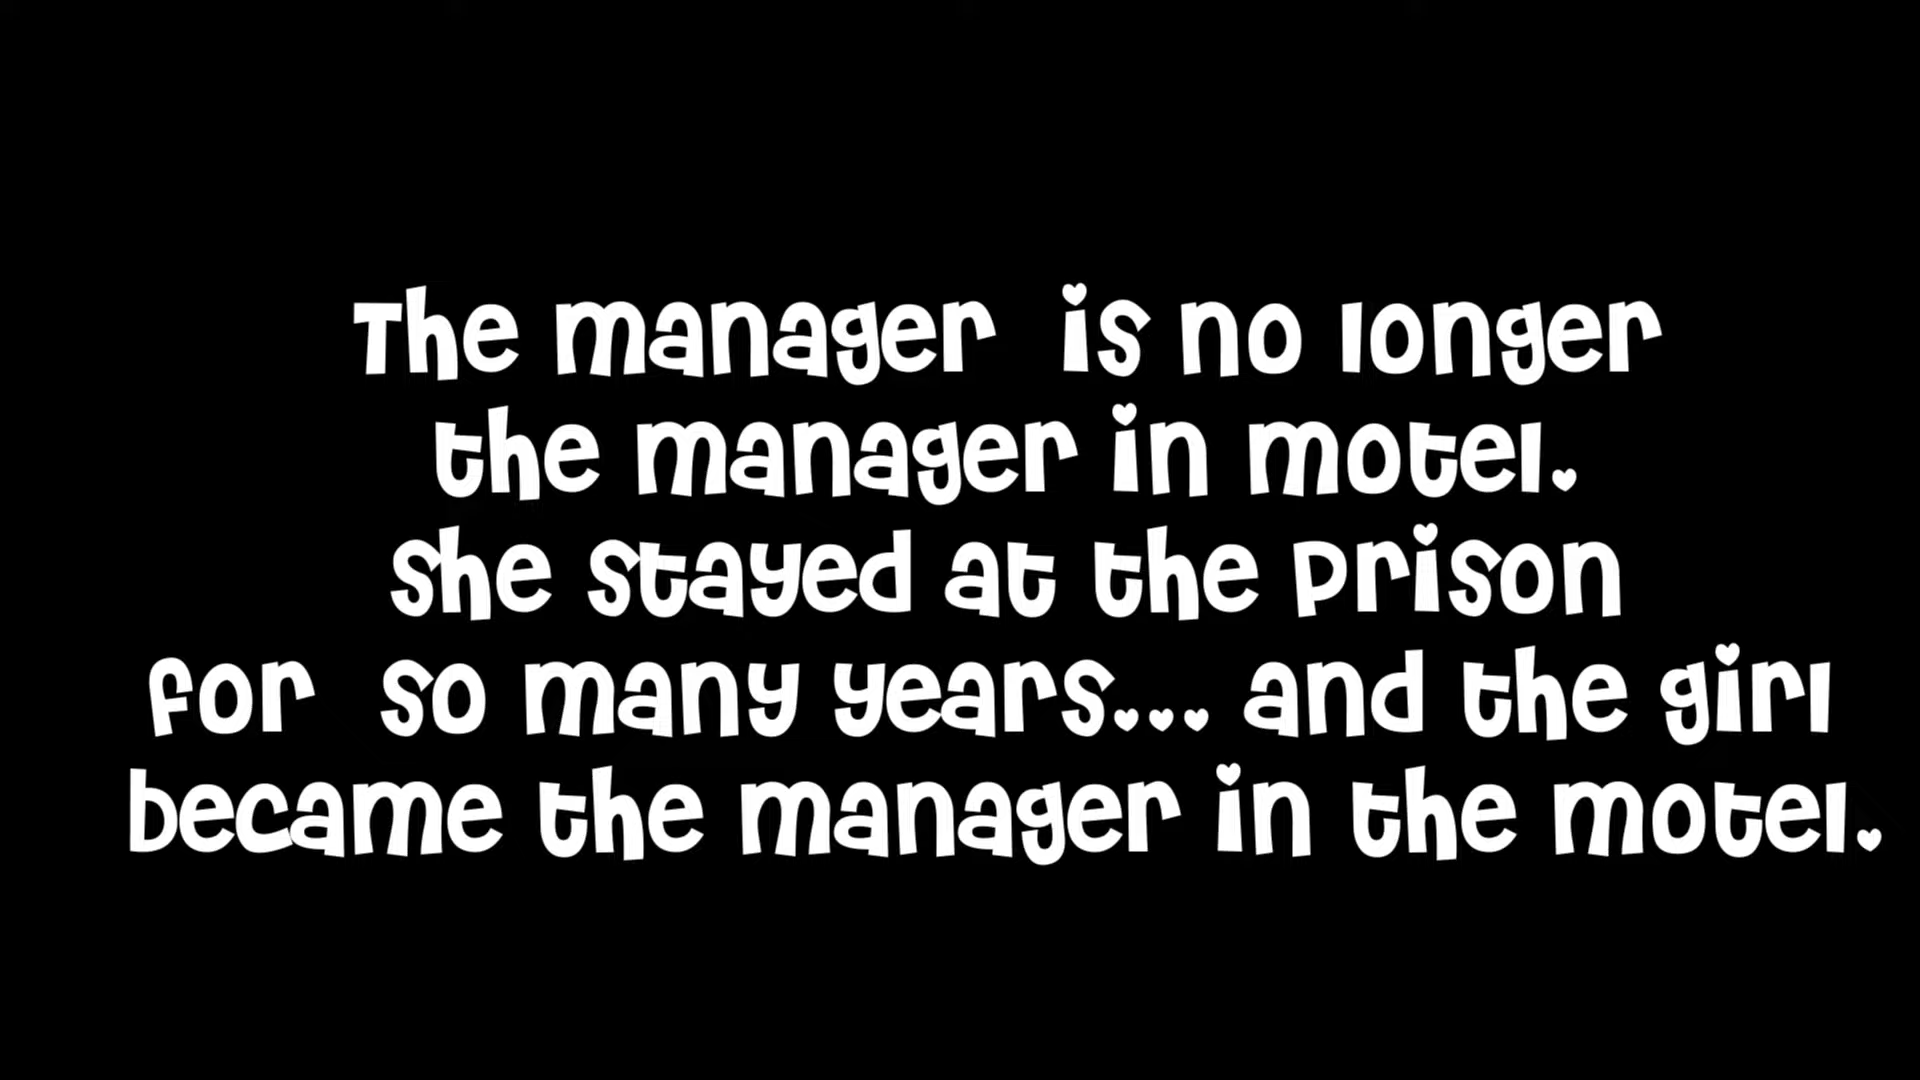 The manager is no longer
the manager in motel.
She stayed at the prison
for so many years... and the girl
became the manager in the motel.